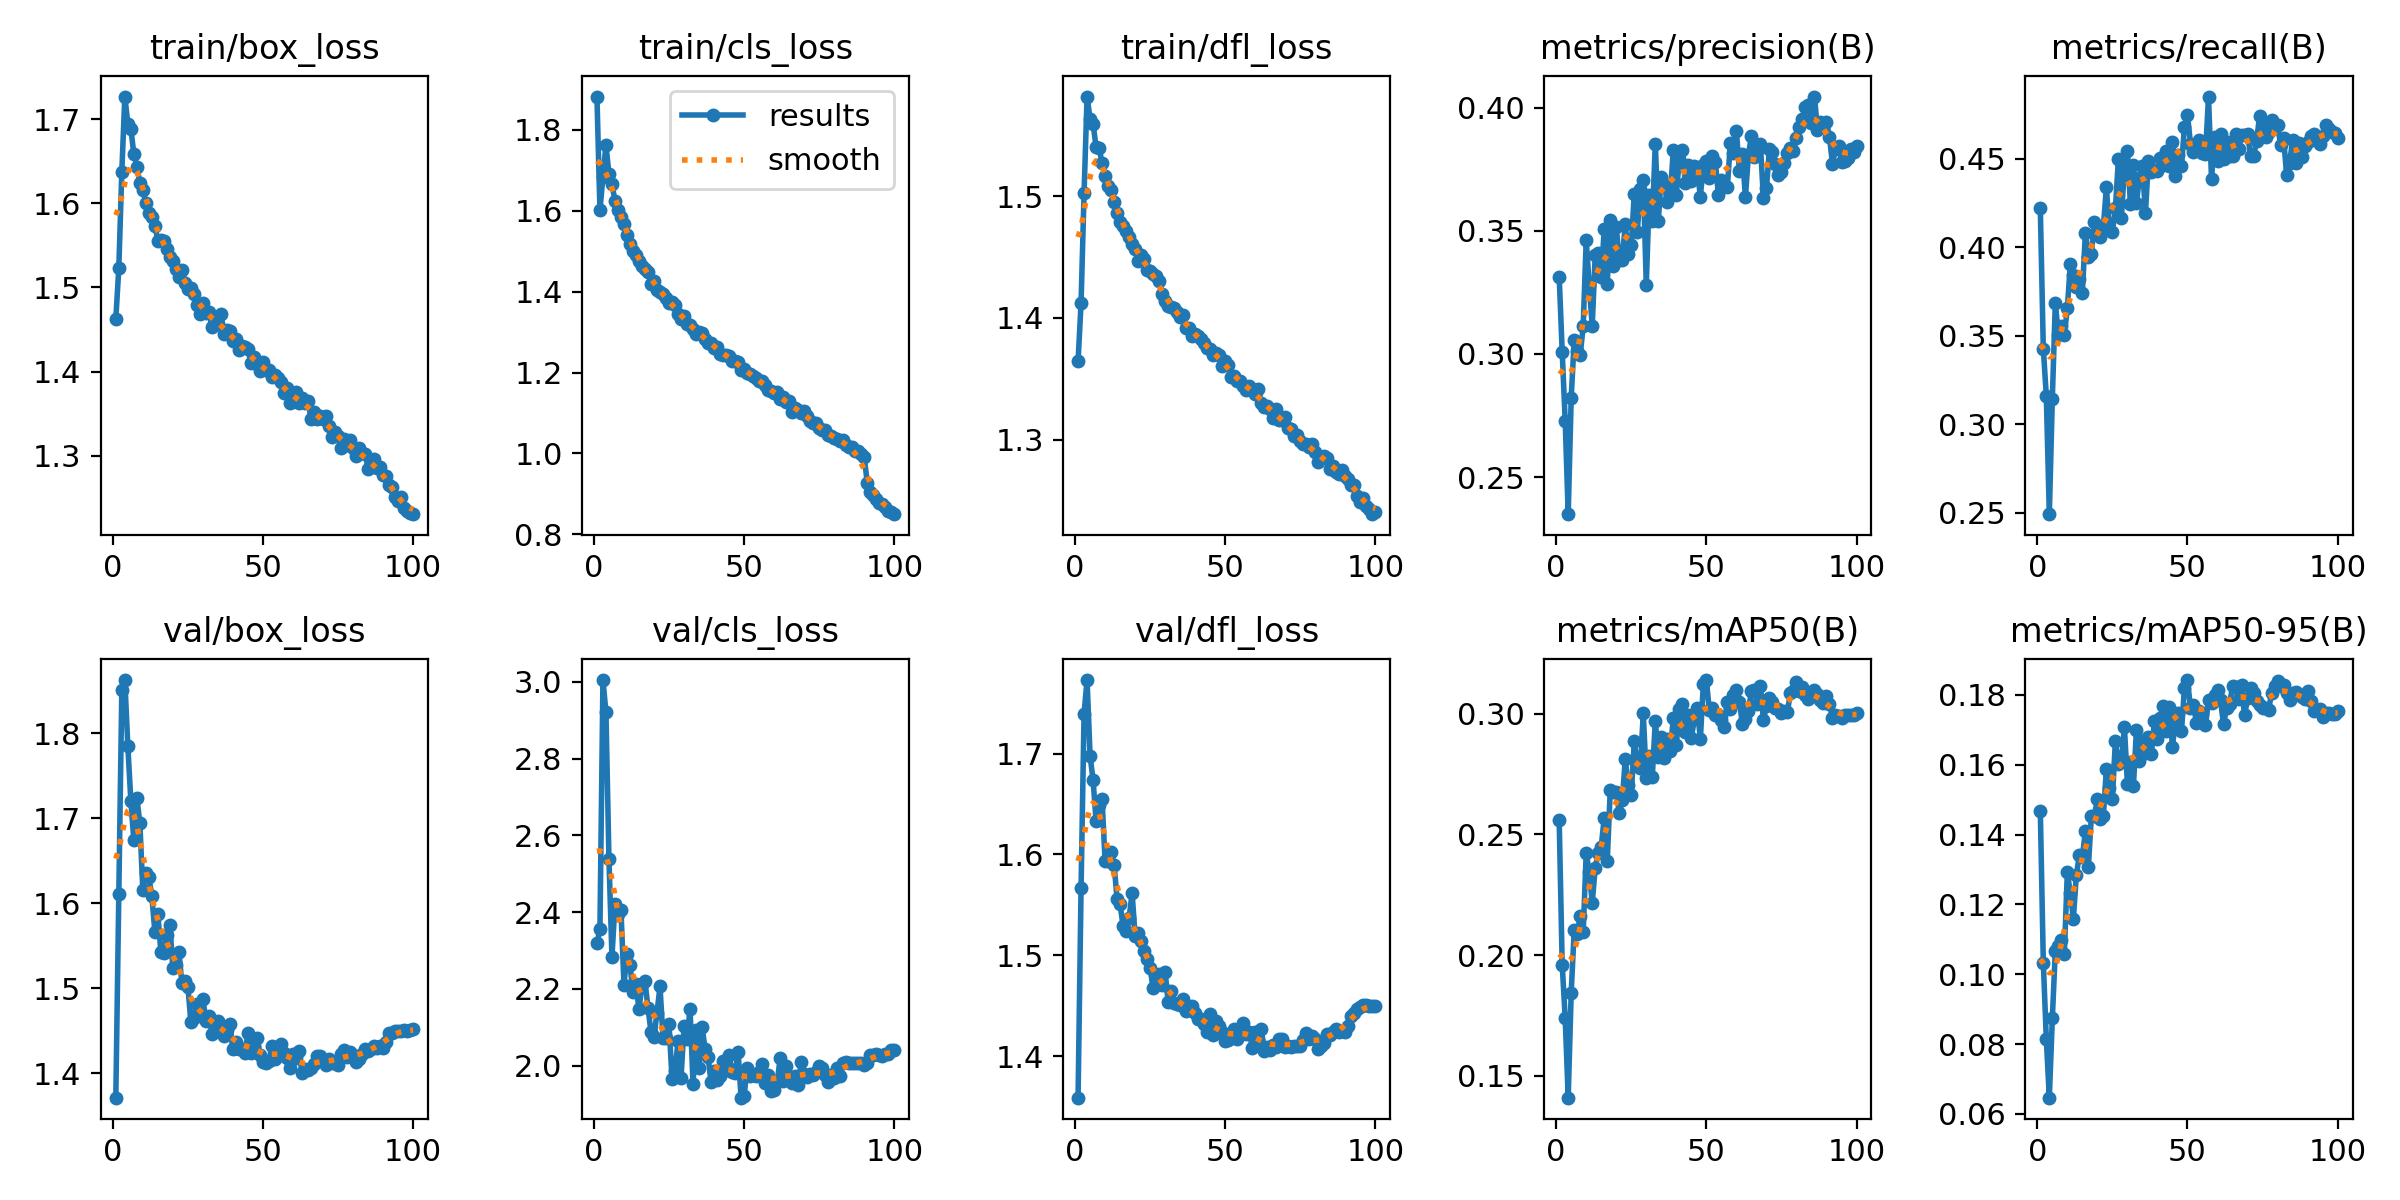 train/box_loss
train/cls_loss
train/dfl_loss
metrics/precision(B)
metrics/recall(B)
1.7
1.6
1.5
1.4
1.3
0 50 100
1.8
1.6
1.4
1.2
1.0
0.8
results
smooth
0 50 100
1.5
1.4
1.3
0 50 100
0.40
0.35
0.30
0.25
0 50 100
0.45
0.40
0.35
0.30
0.25
0 50 100
val/box_loss
val/cls_loss
val/dfl_loss
metrics/mAP50(B)
metrics/mAP50-95(B)
1.8
1.7
1.6
1.5
1.4
0 50 100
3.0
2.8
2.6
2.4
2.2
2.0
0 50 100
1.7
1.6
1.5
1.4
0 50 100
0.30
0.25
0.20
0.15
0 50 100
0.18
0.16
0.14
0.12
0.10
0.08
0.06
0 50 100